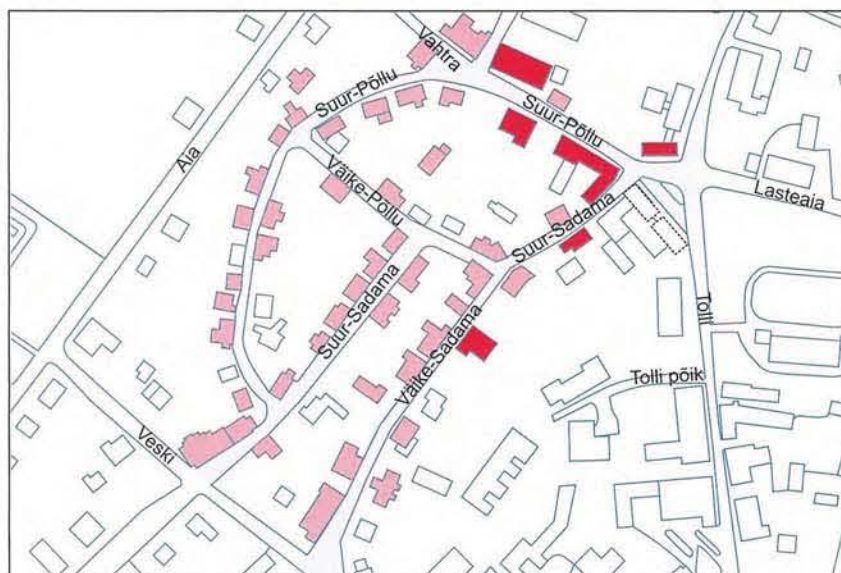 Vahtra
Suur-Põllu
Suur-Põllu
Aia
Väike-Põllu
Lasteaia
Suur-Sadama
Suur-Sadama
Tolli
Väike-Sadama
Tolli põik
Veski